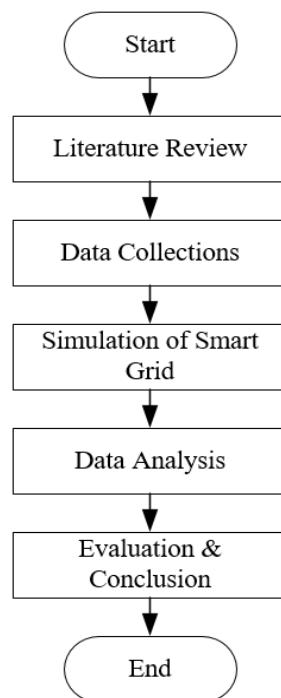 Start
Literature Review
Data Collections
Simulation of Smart
Grid
Data Analysis
Evaluation &
Conclusion
End